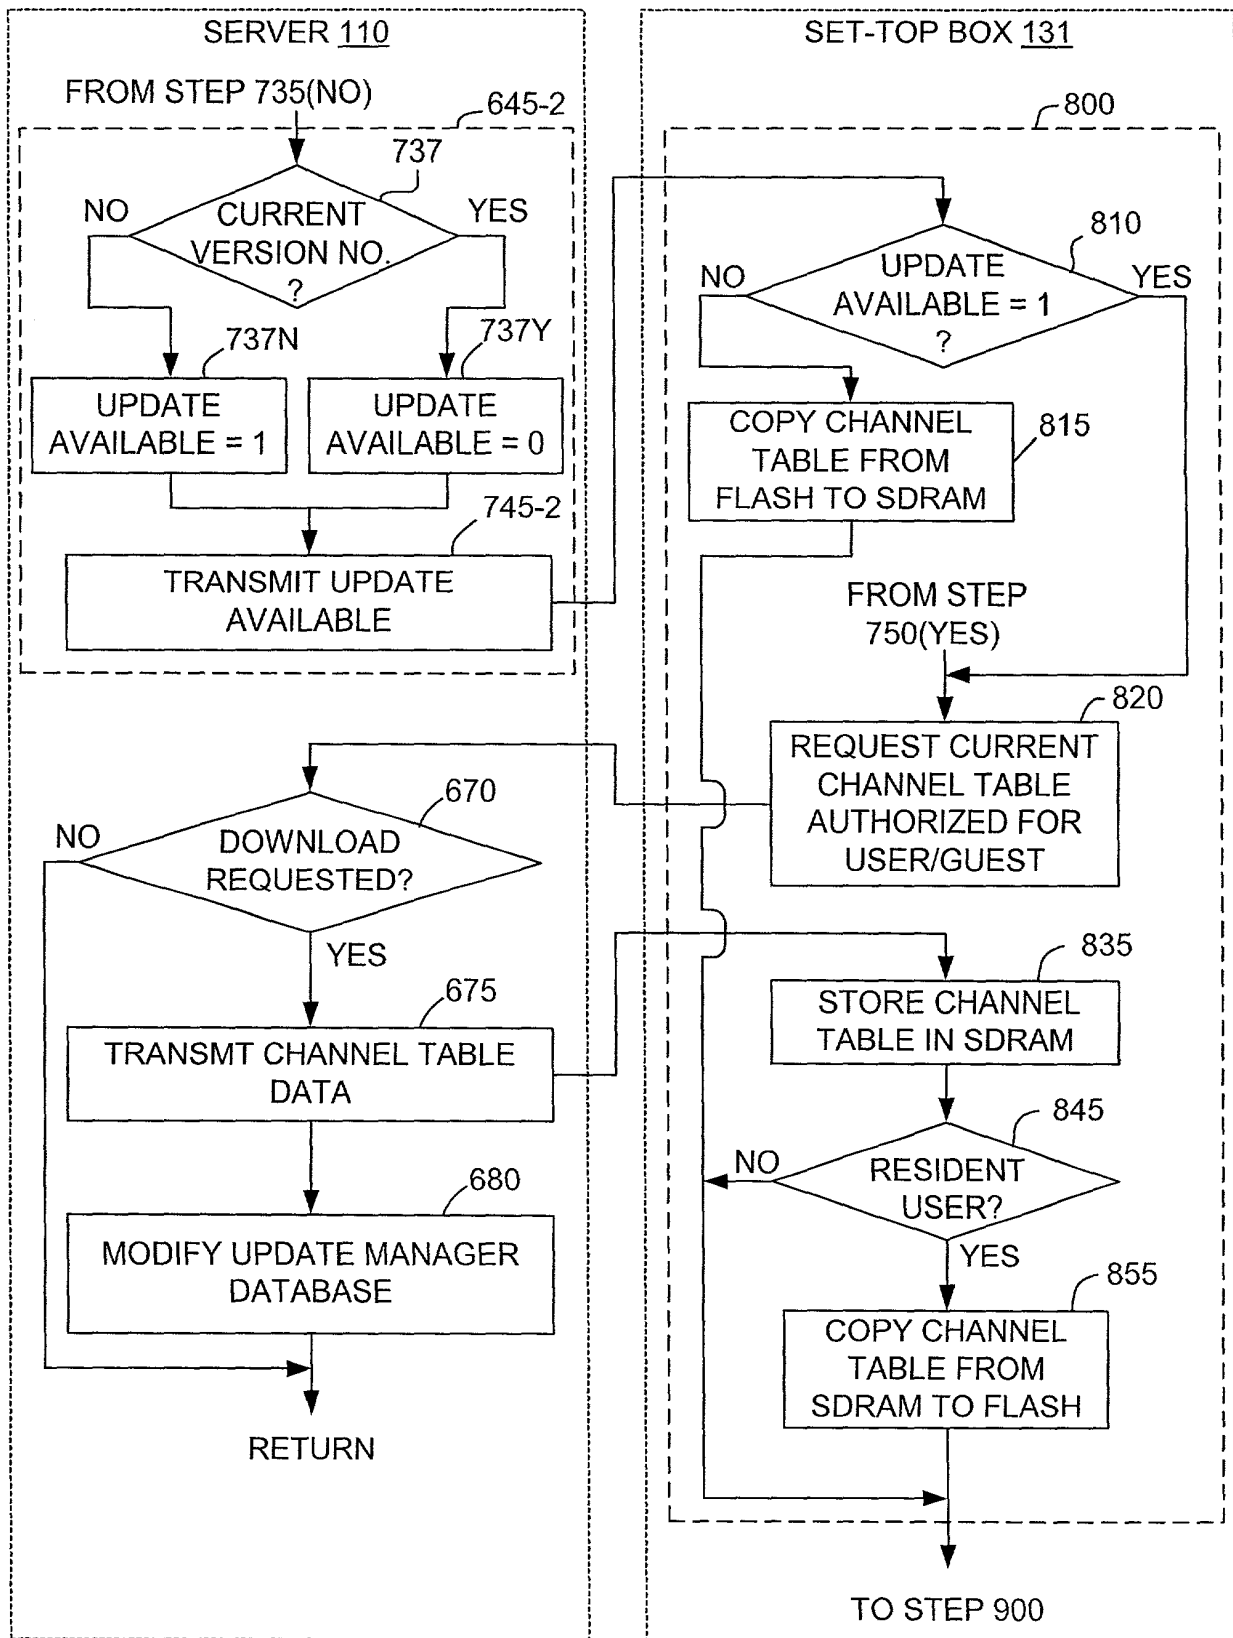 SERVER 110
FROM STEP 735(NO)
645-2
737
NO
YES
CURRENT
VERSION NO.
?
737N
737Y
UPDATE
AVAILABLE = 1
UPDATE
AVAILABLE = 0
745-2
TRANSMIT UPDATE
AVAILABLE
670
NO
DOWNLOAD
REQUESTED?
YES
675
TRANSMT CHANNEL TABLE
DATA
680
MODIFY UPDATE MANAGER
DATABASE
RETURN
SET-TOP BOX 131
800
810
NO
YES
UPDATE
AVAILABLE = 1
?
COPY CHANNEL
TABLE FROM
FLASH TO SDRAM
815
FROM STEP
750(YES)
820
REQUEST CURRENT
CHANNEL TABLE
AUTHORIZED FOR
USER/GUEST
835
STORE CHANNEL
TABLE IN SDRAM
845
NO
RESIDENT
USER?
YES
855
COPY CHANNEL
TABLE FROM
SDRAM TO FLASH
TO STEP 900